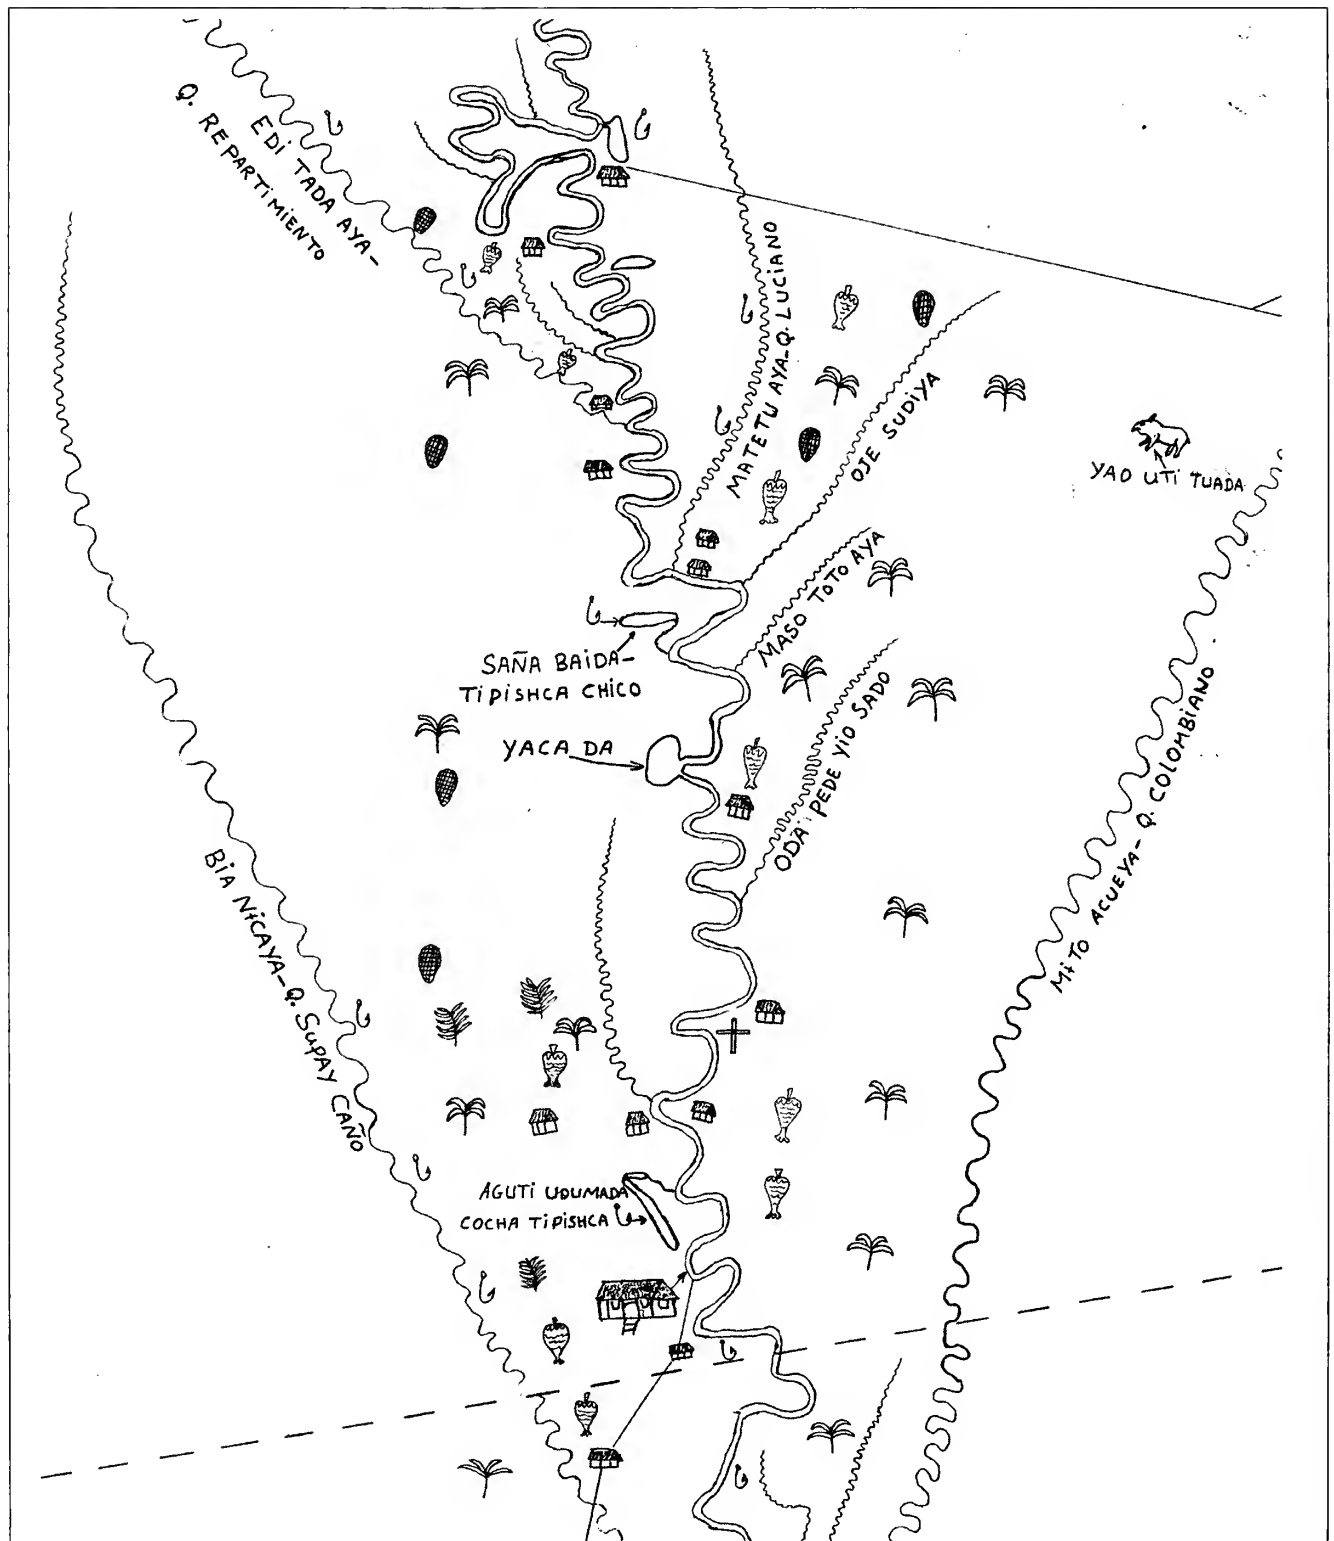 EDI TADA AYA-
Q. REPARTIMIENTO
MATETU AYA-Q. LUCIANO
OJE SUDIYA
YAO UTI TUADA
MASO TOTO AYA
SAÑA BAIDA-
TIPISHCA CHICO
YACA DA
ODA PEDE YIO SADO
MITO ACUEYA- Q. COLOMBIANO
BIA NICAYA-Q. SUPAY CAÑO
AGUTI UDUMADA
COCHA TIPISHCA